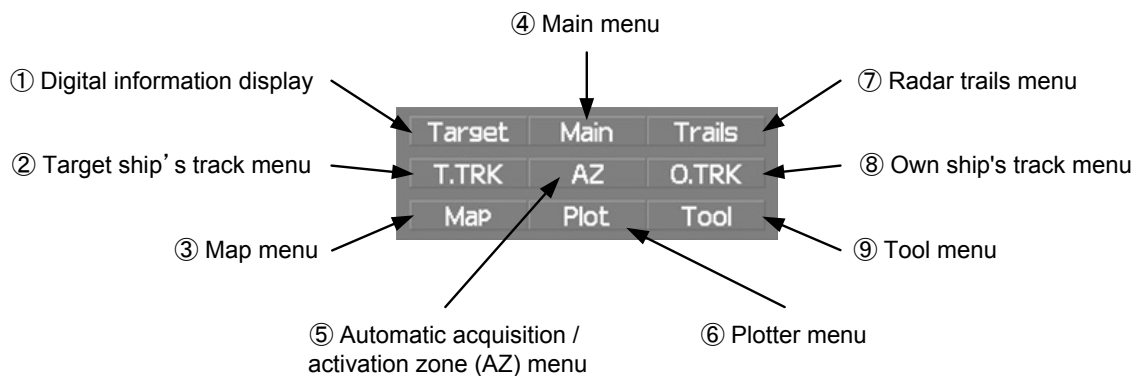 ④ Main menu
① Digital information display
⑦ Radar trails menu
Target Main Trails
② Target ship’s track menu
T.TRK AZ O.TRK
⑧ Own ship's track menu
Map Plot Tool
③ Map menu
⑨ Tool menu
⑤ Automatic acquisition /
activation zone (AZ) menu
⑥ Plotter menu